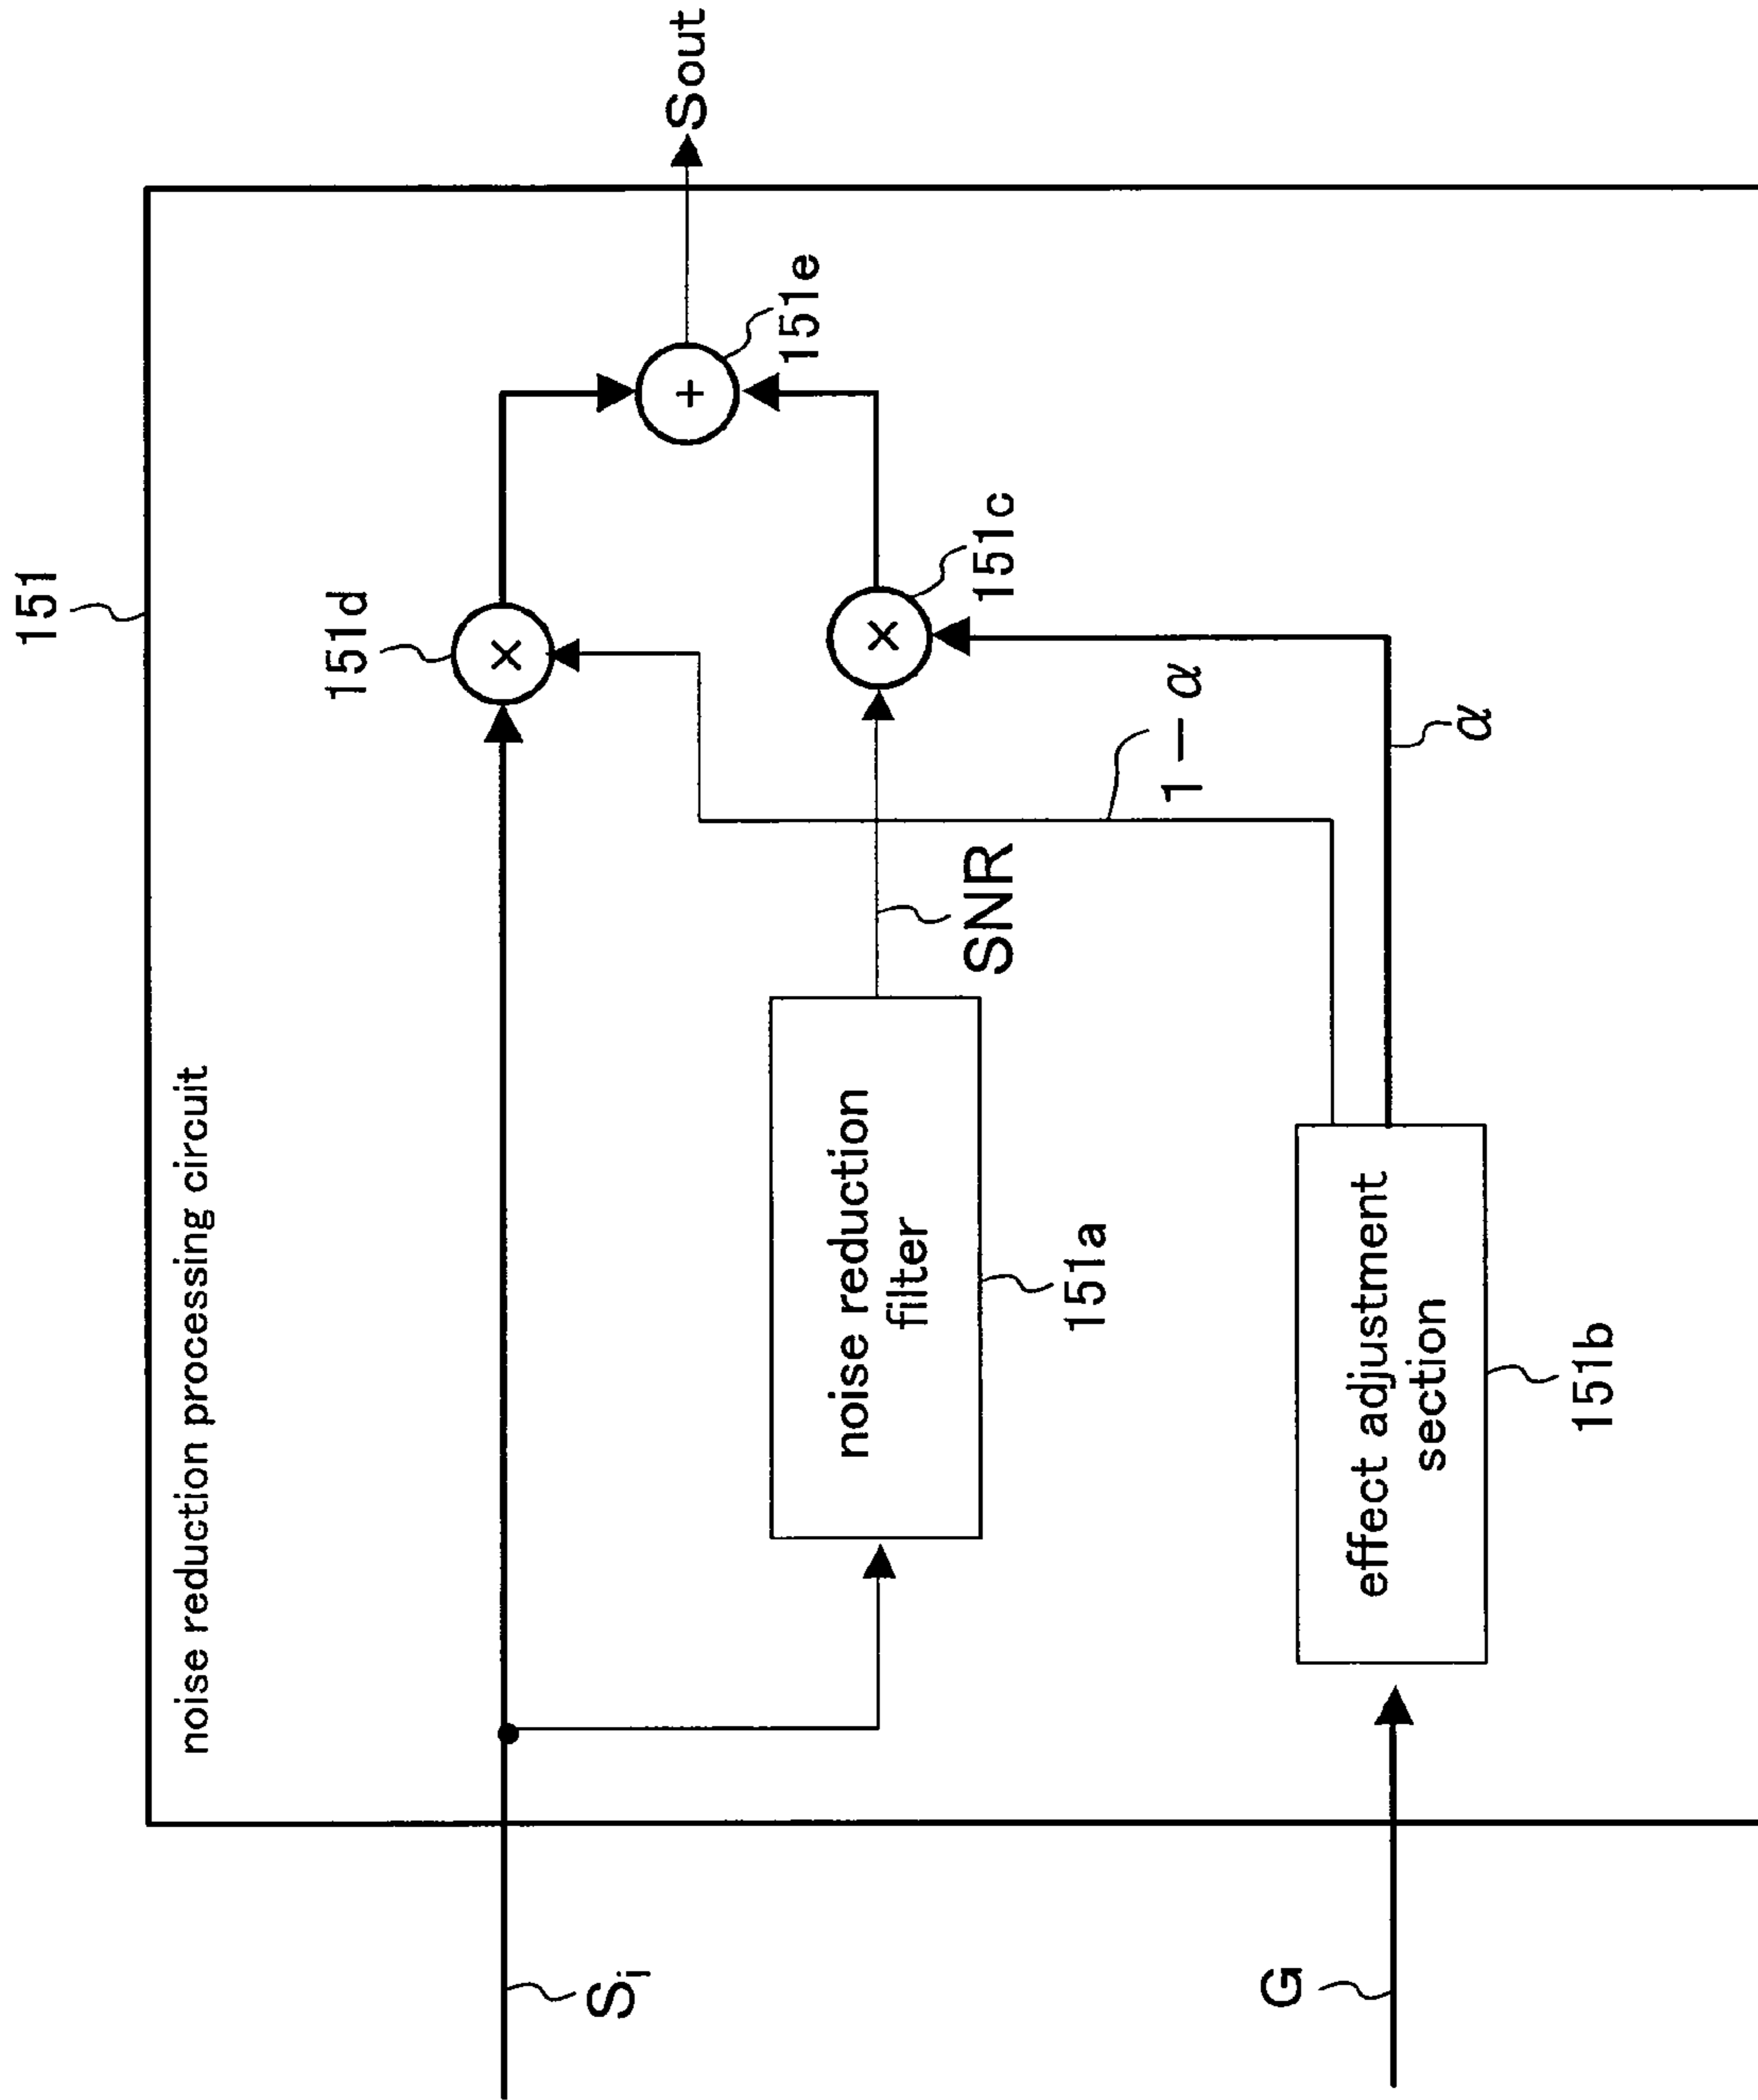 151
noise reduction processing circuit
151d
Si
Sout
151e
noise reduction
filter
151a
SNR
151c
1−α
α
G
effect adjustment
section
151b
×
×
+